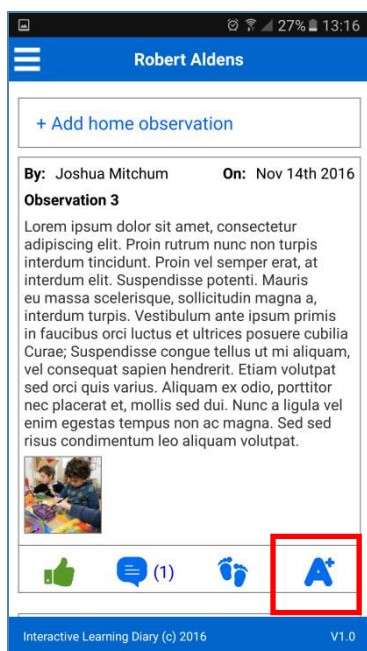 27% 13:16
Robert Aldens
+ Add home observation
By: Joshua Mitchum On: Nov 14th 2016
Observation 3
Lorem ipsum dolor sit amet, consectetur
adipiscing elit. Proin rutrum nunc non turpis
interdum tincidunt. Proin vel semper erat, at
interdum elit. Suspendisse potenti. Mauris
eu massa scelerisque, sollicitudin magna a,
interdum turpis. Vestibulum ante ipsum primis
in faucibus orci luctus et ultrices posuere cubilia
Curae; Suspendisse congue tellus ut mi aliquam,
vel consequat sapien hendrerit. Etiam volutpat
sed orci quis varius. Aliquam ex odio, porttitor
nec placerat et, mollis sed dui. Nunc a ligula vel
enim egestas tempus non ac magna. Sed sed
risus condimentum leo aliquam volutpat.
(1) A+
Interactive Learning Diary (c) 2016 V1.0